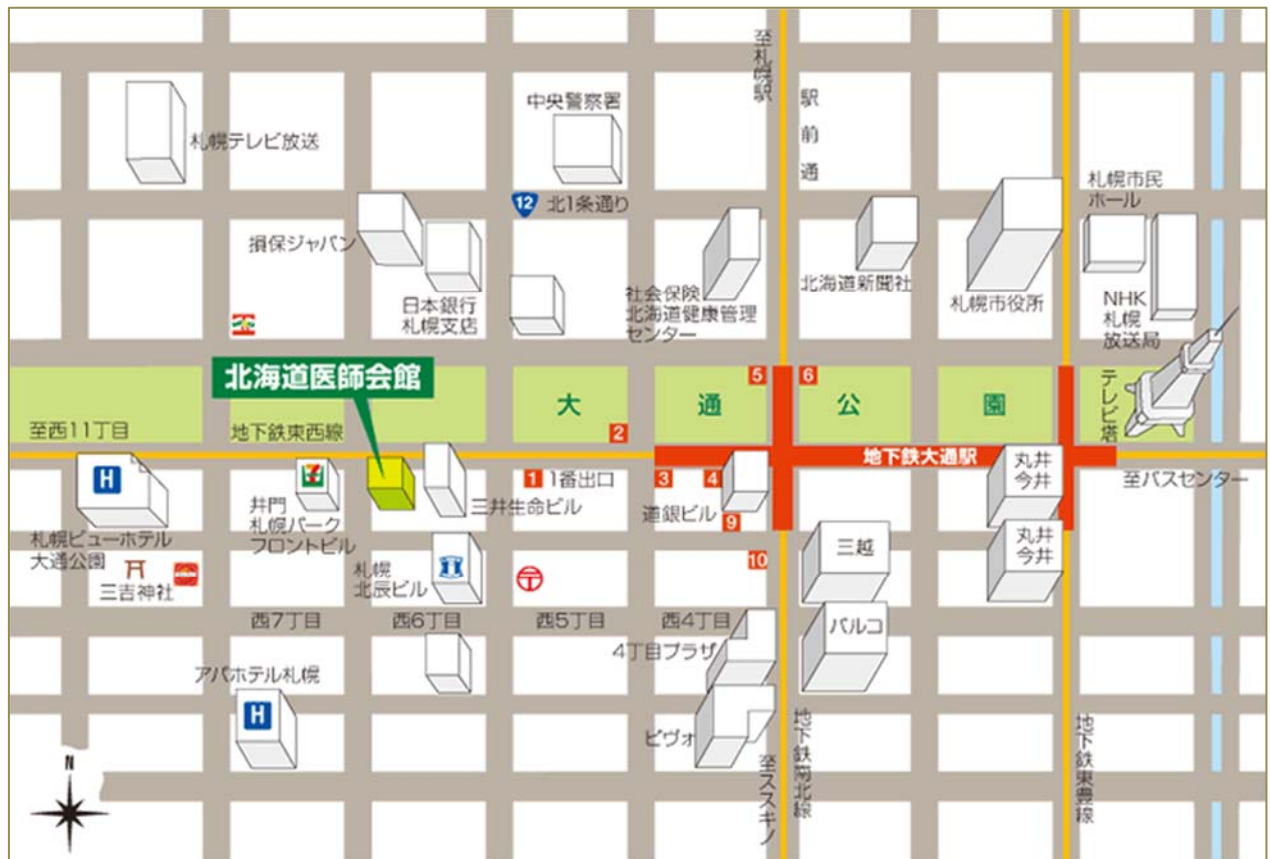 至札幌駅
駅前通
中央警察署
札幌テレビ放送
12 北1条通り
札幌市民
ホール
損保ジャパン
日本銀行
札幌支店
社会保険
北海道健康管理
センター
北海道新聞社
札幌市役所
NHK
札幌
放送局
北海道医師会館
5
6
大通公園
テレビ塔
2
至西11丁目
地下鉄東西線
地下鉄大通駅
丸井
今井
至バスセンター
H
7
井門
札幌パーク
フロントビル
三井生命ビル
1
1番出口
3
4
道銀ビル
9
札幌ビューホテル
大通公園
三越
丸井
今井
10
三吉神社
札幌
北辰ビル
〒
西7丁目
西6丁目
西5丁目
西4丁目
4丁目プラザ
パルコ
アパホテル札幌
H
ピヴォ
至ススキノ
地下鉄南北線
地下鉄東豊線
N